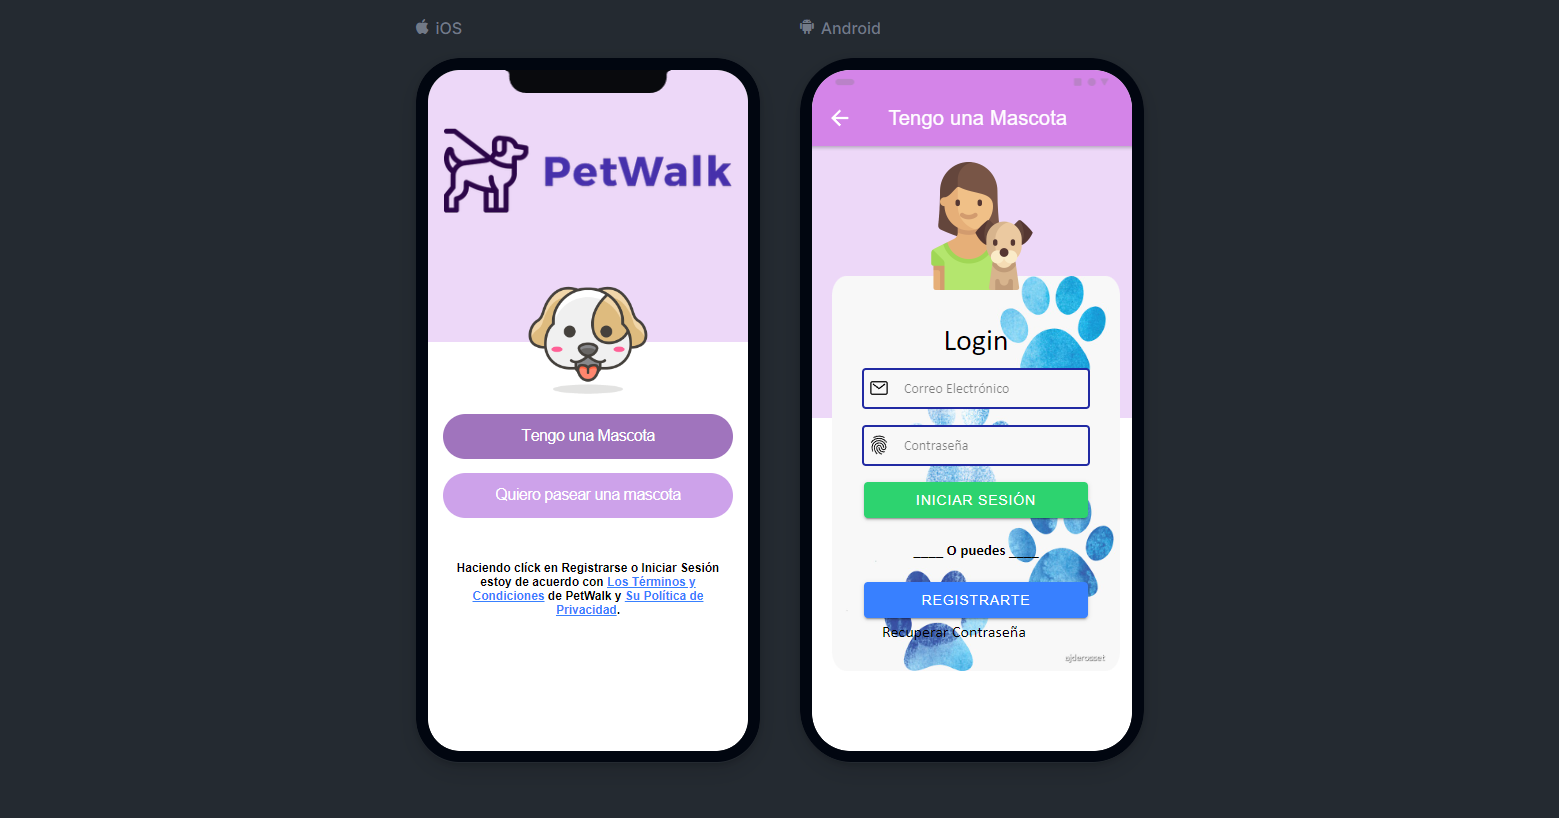 iOS
PetWalk
Tengo una Mascota
Quiero pasear una mascota
Haciendo clíck en Registrarse o Iniciar Sesión
estoy de acuerdo con Los Términos y
Condiciones de PetWalk y Su Política de
Privacidad.
Android
Tengo una Mascota
Login
Correo Electrónico
Contraseña
INICIAR SESIÓN
____ O puedes ____
REGISTRARTE
Recuperar Contraseña
ojderosset